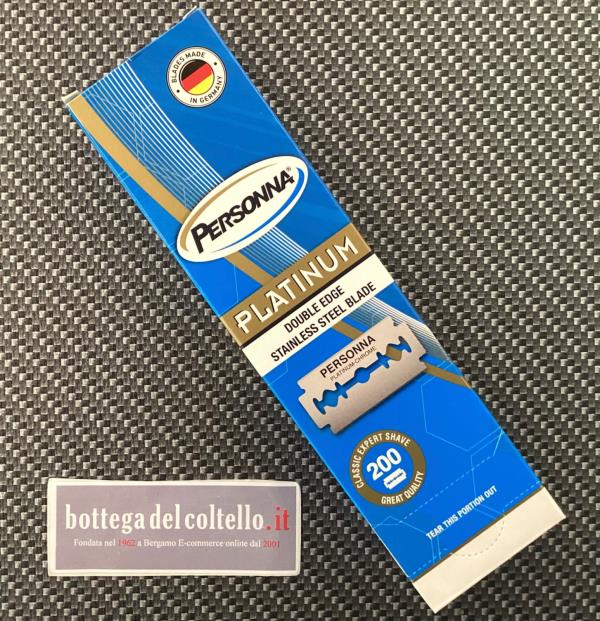 BLADES MADE
IN GERMANY
PERSONNA®
PLATINUM
DOUBLE EDGE
STAINLESS STEEL BLADE
PERSONNA
PLATINUM-CHROME
CLASSIC EXPERT SHAVE
200
GREAT QUALITY
TEAR THIS PORTION OUT
bottega del coltello.it
Fondata nel 1962 a Bergamo E-commerce online dal 2001